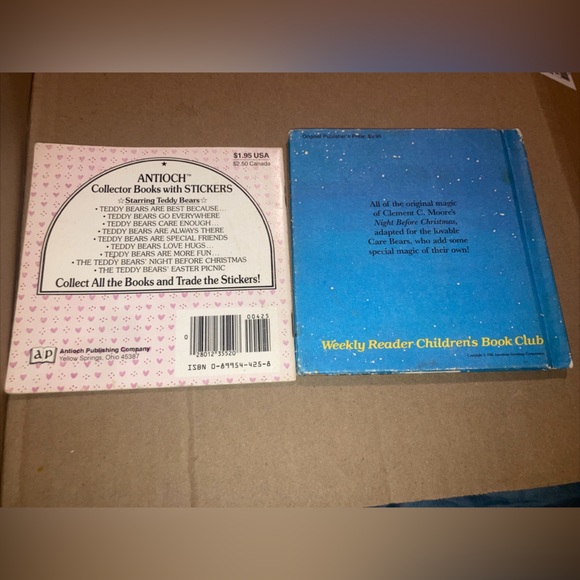 $1.95 USA
$2.50 Canada
ANTIOCH™
Collector Books with STICKERS
☆ Starring Teddy Bears ☆
• TEDDY BEARS ARE BEST BECAUSE...
• TEDDY BEARS GO EVERYWHERE
• TEDDY BEARS CARE ENOUGH...
• TEDDY BEARS ARE ALWAYS THERE
• TEDDY BEARS ARE SPECIAL FRIENDS
• TEDDY BEARS LOVE HUGS...
• TEDDY BEARS ARE MORE FUN...
• THE TEDDY BEARS' NIGHT BEFORE CHRISTMAS
• THE TEDDY BEARS' EASTER PICNIC
Collect All the Books and Trade the Stickers!
00425
0
28012 33520
ap
Antioch Publishing Company
Yellow Springs, Ohio 45387
ISBN 0-89954-425-8
Original Publisher's Price:
All of the original magic
of Clement C. Moore's
Night Before Christmas,
adapted for the lovable
Care Bears, who add some
special magic of their own!
Weekly Reader Children's Book Club